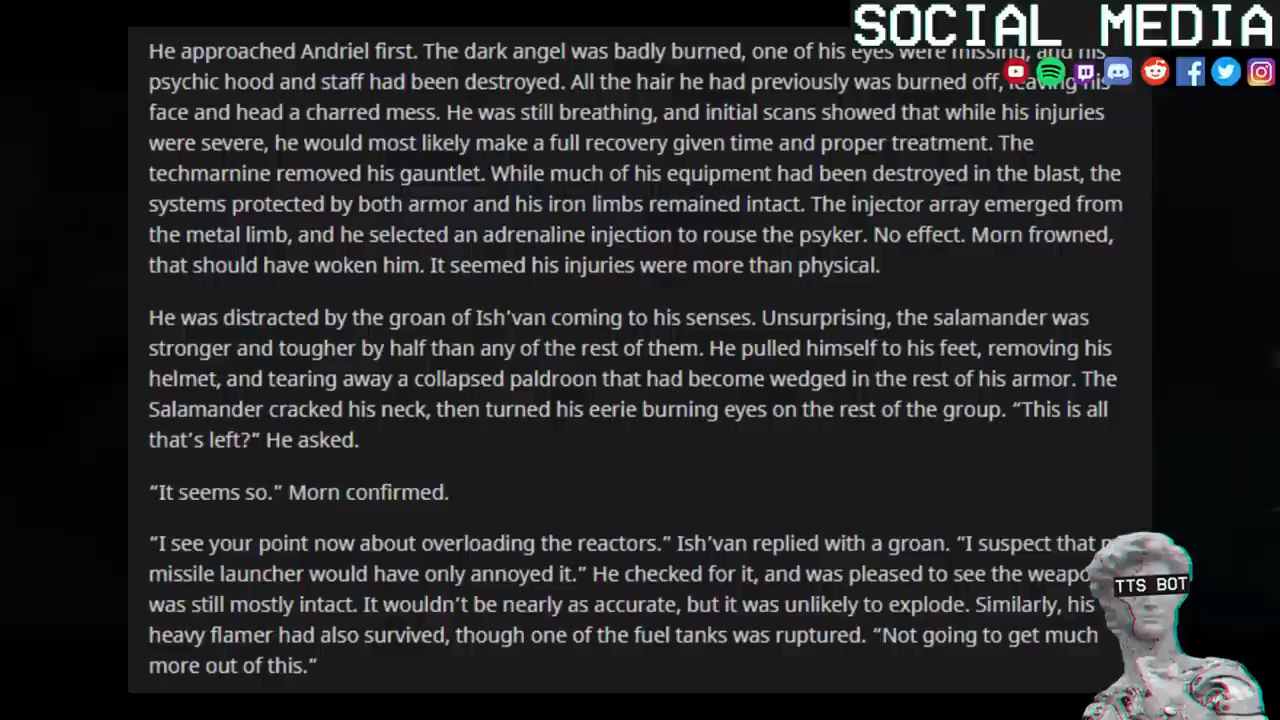 SOCIAL MEDIA
He approached Andriel first. The dark angel was badly burned, one of his eyes were missing, and his
psychic hood and staff had been destroyed. All the hair he had previously was burned off, leaving his
face and head a charred mess. He was still breathing, and initial scans showed that while his injuries
were severe, he would most likely make a full recovery given time and proper treatment. The
techmarnine removed his gauntlet. While much of his equipment had been destroyed in the blast, the
systems protected by both armor and his iron limbs remained intact. The injector array emerged from
the metal limb, and he selected an adrenaline injection to rouse the psyker. No effect. Morn frowned,
that should have woken him. It seemed his injuries were more than physical.
He was distracted by the groan of Ish’van coming to his senses. Unsurprising, the salamander was
stronger and tougher by half than any of the rest of them. He pulled himself to his feet, removing his
helmet, and tearing away a collapsed paldroon that had become wedged in the rest of his armor. The
Salamander cracked his neck, then turned his eerie burning eyes on the rest of the group. “This is all
that’s left?” He asked.
“It seems so.” Morn confirmed.
“I see your point now about overloading the reactors.” Ish’van replied with a groan. “I suspect that
missile launcher would have only annoyed it.” He checked for it, and was pleased to see the
was still mostly intact. It wouldn’t be nearly as accurate, but it was unlikely to explode. Similarly, his
heavy flamer had also survived, though one of the fuel tanks was ruptured. “Not going to get much
more out of this.”
TTS BOT